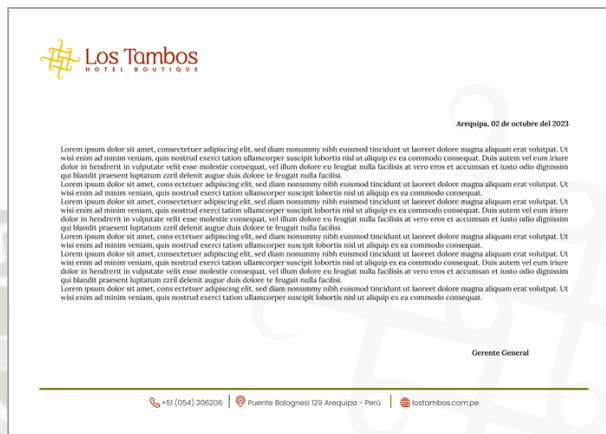 Los Tambos
HOTEL BOUTIQUE
Arequipa, 02 de octubre del 2023
Lorem ipsum dolor sit amet, consectetuer adipiscing elit, sed diam nonummy nibh euismod tincidunt ut laoreet dolore magna aliquam erat volutpat. Ut
wisi enim ad minim veniam, quis nostrud exerci tation ullamcorper suscipit lobortis nisl ut aliquip ex ea commodo consequat. Duis autem vel eum iriure
dolor in hendrerit in vulputate velit esse molestie consequat, vel illum dolore eu feugiat nulla facilisis at vero eros et accumsan et iusto odio dignissim
qui blandit praesent luptatum zzril delenit augue duis dolore te feugait nulla facilisi.
Lorem ipsum dolor sit amet, cons ectetuer adipiscing elit, sed diam nonummy nibh euismod tincidunt ut laoreet dolore magna aliquam erat volutpat. Ut
wisi enim ad minim veniam, quis nostrud exerci tation ullamcorper suscipit lobortis nisl ut aliquip ex ea commodo consequat.
Lorem ipsum dolor sit amet, consectetuer adipiscing elit, sed diam nonummy nibh euismod tincidunt ut laoreet dolore magna aliquam erat volutpat. Ut
wisi enim ad minim veniam, quis nostrud exerci tation ullamcorper suscipit lobortis nisl ut aliquip ex ea commodo consequat. Duis autem vel eum iriure
dolor in hendrerit in vulputate velit esse molestie consequat, vel illum dolore eu feugiat nulla facilisis at vero eros et accumsan et iusto odio dignissim
qui blandit praesent luptatum zzril delenit augue duis dolore te feugait nulla facilisi.
Lorem ipsum dolor sit amet, cons ectetuer adipiscing elit, sed diam nonummy nibh euismod tincidunt ut laoreet dolore magna aliquam erat volutpat. Ut
wisi enim ad minim veniam, quis nostrud exerci tation ullamcorper suscipit lobortis nisl ut aliquip ex ea commodo consequat.
Lorem ipsum dolor sit amet, consectetuer adipiscing elit, sed diam nonummy nibh euismod tincidunt ut laoreet dolore magna aliquam erat volutpat. Ut
wisi enim ad minim veniam, quis nostrud exerci tation ullamcorper suscipit lobortis nisl ut aliquip ex ea commodo consequat. Duis autem vel eum iriure
dolor in hendrerit in vulputate velit esse molestie consequat, vel illum dolore eu feugiat nulla facilisis at vero eros et accumsan et iusto odio dignissim
qui blandit praesent luptatum zzril delenit augue duis dolore te feugait nulla facilisi.
Lorem ipsum dolor sit amet, cons ectetuer adipiscing elit, sed diam nonummy nibh euismod tincidunt ut laoreet dolore magna aliquam erat volutpat. Ut
wisi enim ad minim veniam, quis nostrud exerci tation ullamcorper suscipit lobortis nisl ut aliquip ex ea commodo consequat.
Gerente General
+51 (054) 206206 | Puente Bolognesi 129 Arequipa - Perú | lostambos.com.pe